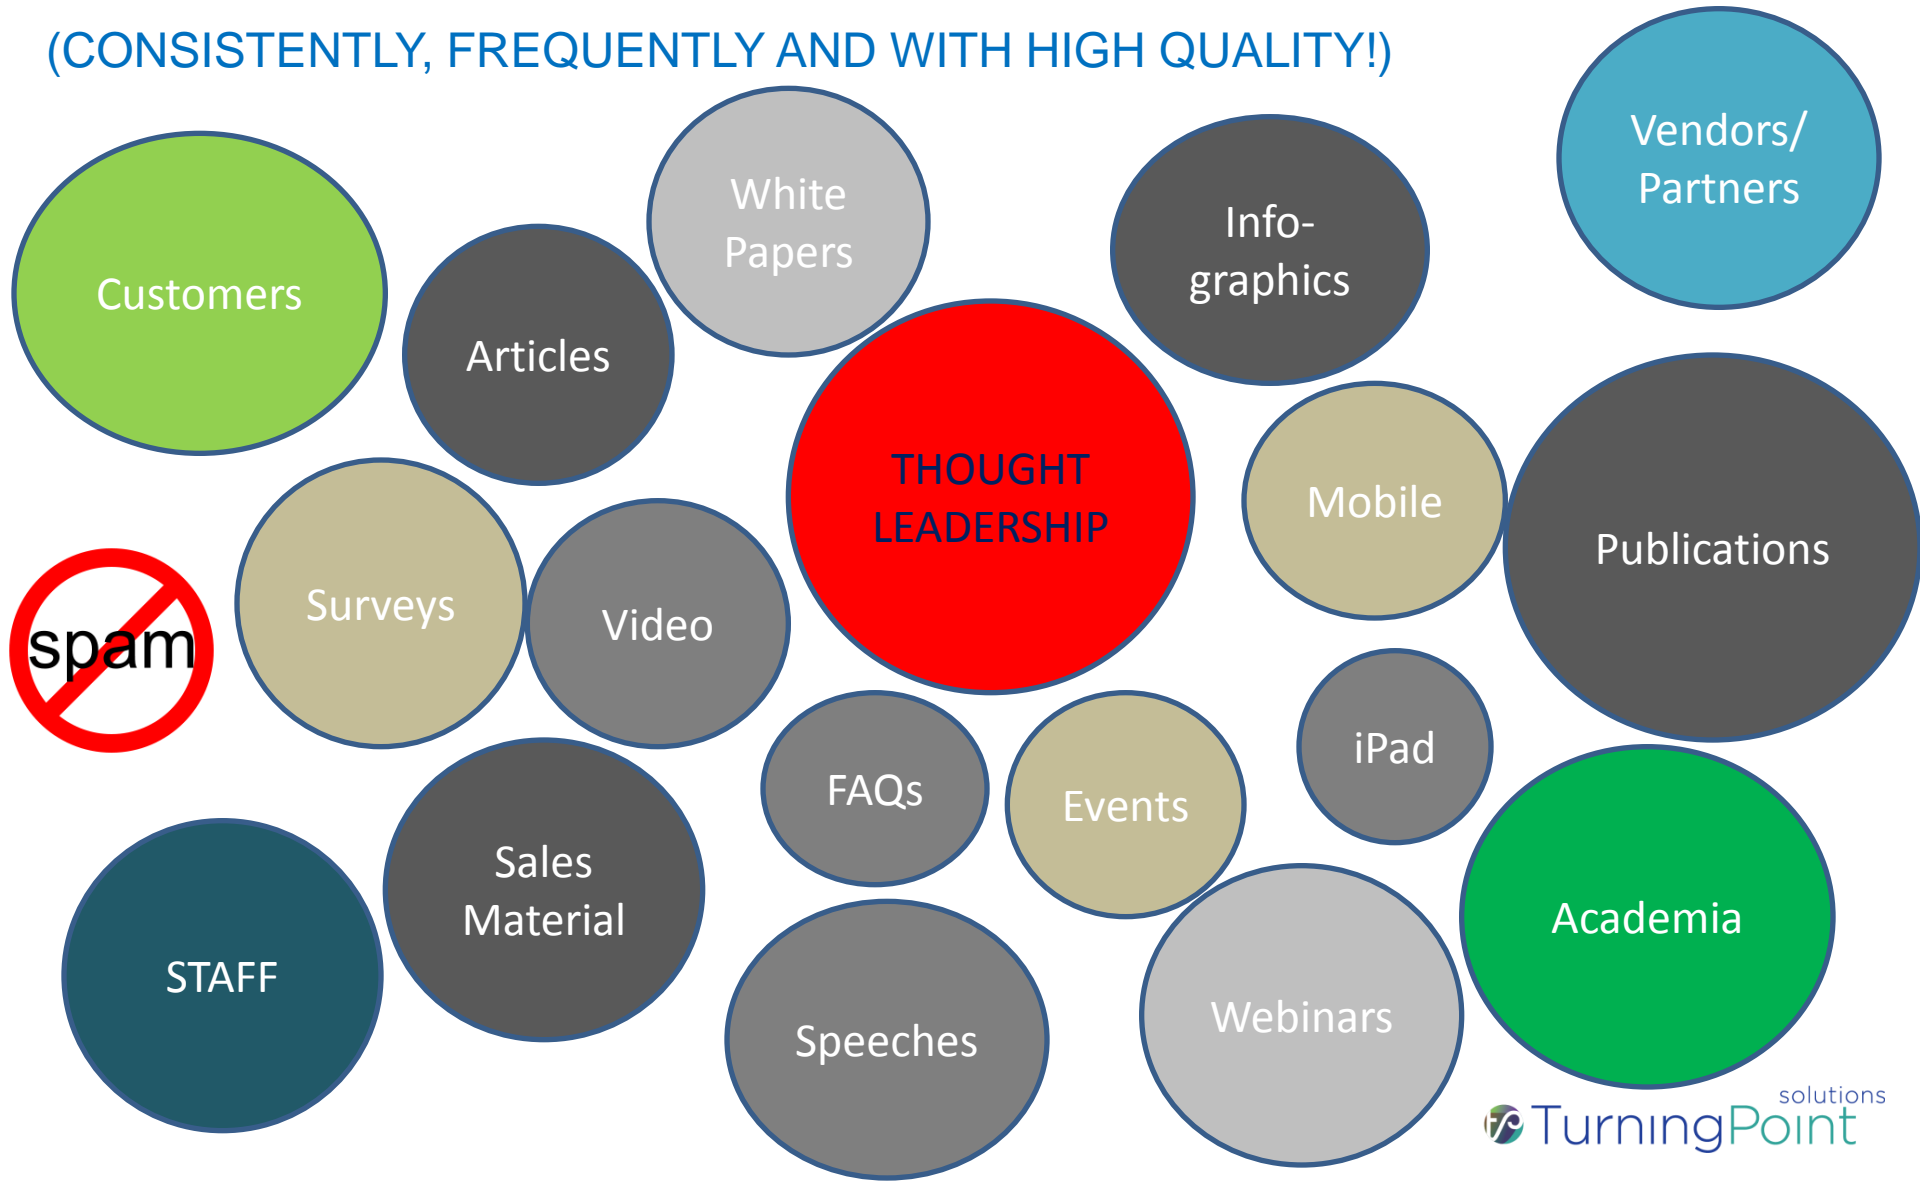 (CONSISTENTLY, FREQUENTLY AND WITH HIGH QUALITY!)
Vendors/
Partners
White
Papers
Info-
graphics
Customers
Articles
THOUGHT
LEADERSHIP
Mobile
Publications
Surveys
Video
spam
iPad
FAQs
Events
Sales
Material
Academia
STAFF
Speeches
Webinars
solutions
TurningPoint